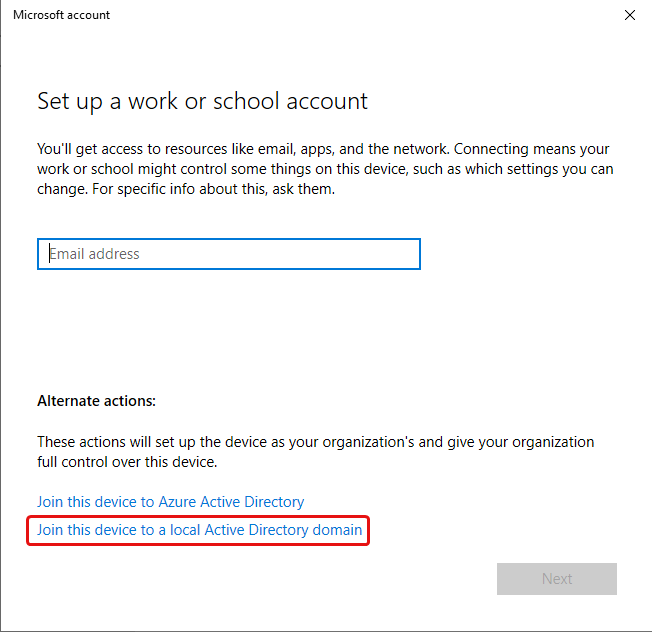 Microsoft account
Set up a work or school account
You'll get access to resources like email, apps, and the network. Connecting means your
work or school might control some things on this device, such as which settings you can
change. For specific info about this, ask them.
Email address
Alternate actions:
These actions will set up the device as your organization's and give your organization
full control over this device.
Join this device to Azure Active Directory
Join this device to a local Active Directory domain
Next